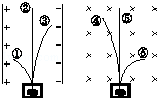 ② ③ ①
④ ⑤ ⑥